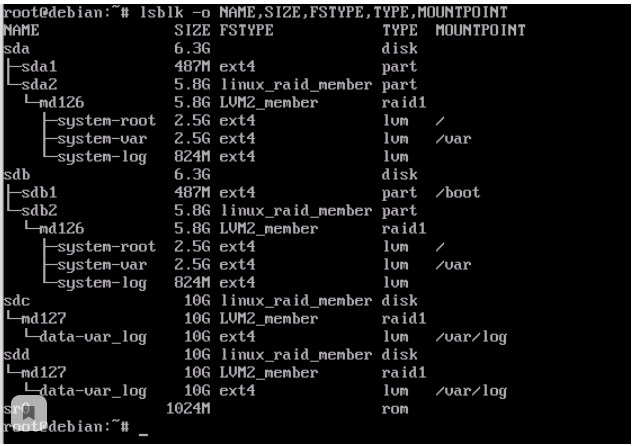 root@debian:~# lsblk -o NAME,SIZE,FSTYPE,TYPE,MOUNTPOINT
NAME                SIZE FSTYPE            TYPE  MOUNTPOINT
sda                 6.3G                   disk
├─sda1              487M ext4              part
└─sda2              5.8G linux_raid_member part
  └─md126           5.8G LVM2_member       raid1
    ├─system-root   2.5G ext4              lvm   /
    ├─system-var    2.5G ext4              lvm   /var
    └─system-log    824M ext4              lvm
sdb                 6.3G                   disk
├─sdb1              487M ext4              part  /boot
└─sdb2              5.8G linux_raid_member part
  └─md126           5.8G LVM2_member       raid1
    ├─system-root   2.5G ext4              lvm   /
    ├─system-var    2.5G ext4              lvm   /var
    └─system-log    824M ext4              lvm
sdc                  10G linux_raid_member disk
└─md127              10G LVM2_member       raid1
  └─data-var_log     10G ext4              lvm   /var/log
sdd                  10G linux_raid_member disk
└─md127              10G LVM2_member       raid1
  └─data-var_log     10G ext4              lvm   /var/log
sr0                1024M                   rom
root@debian:~# _